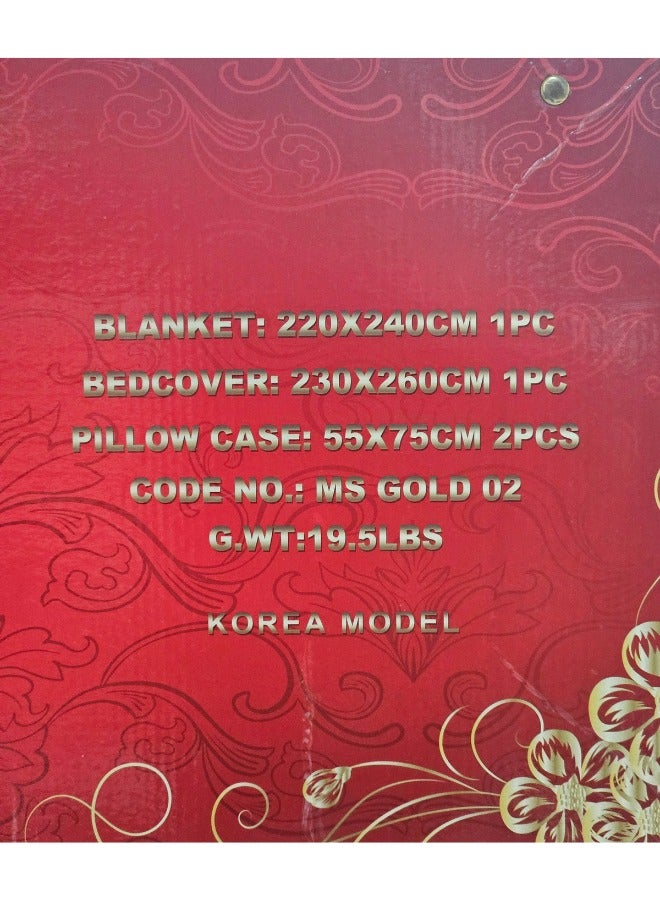 BLANKET: 220X240CM 1PC
BEDCOVER: 230X260CM 1PC
PILLOW CASE: 55X75CM 2PCS
CODE NO.: MS GOLD 02
G.WT:19.5LBS
KOREA MODEL